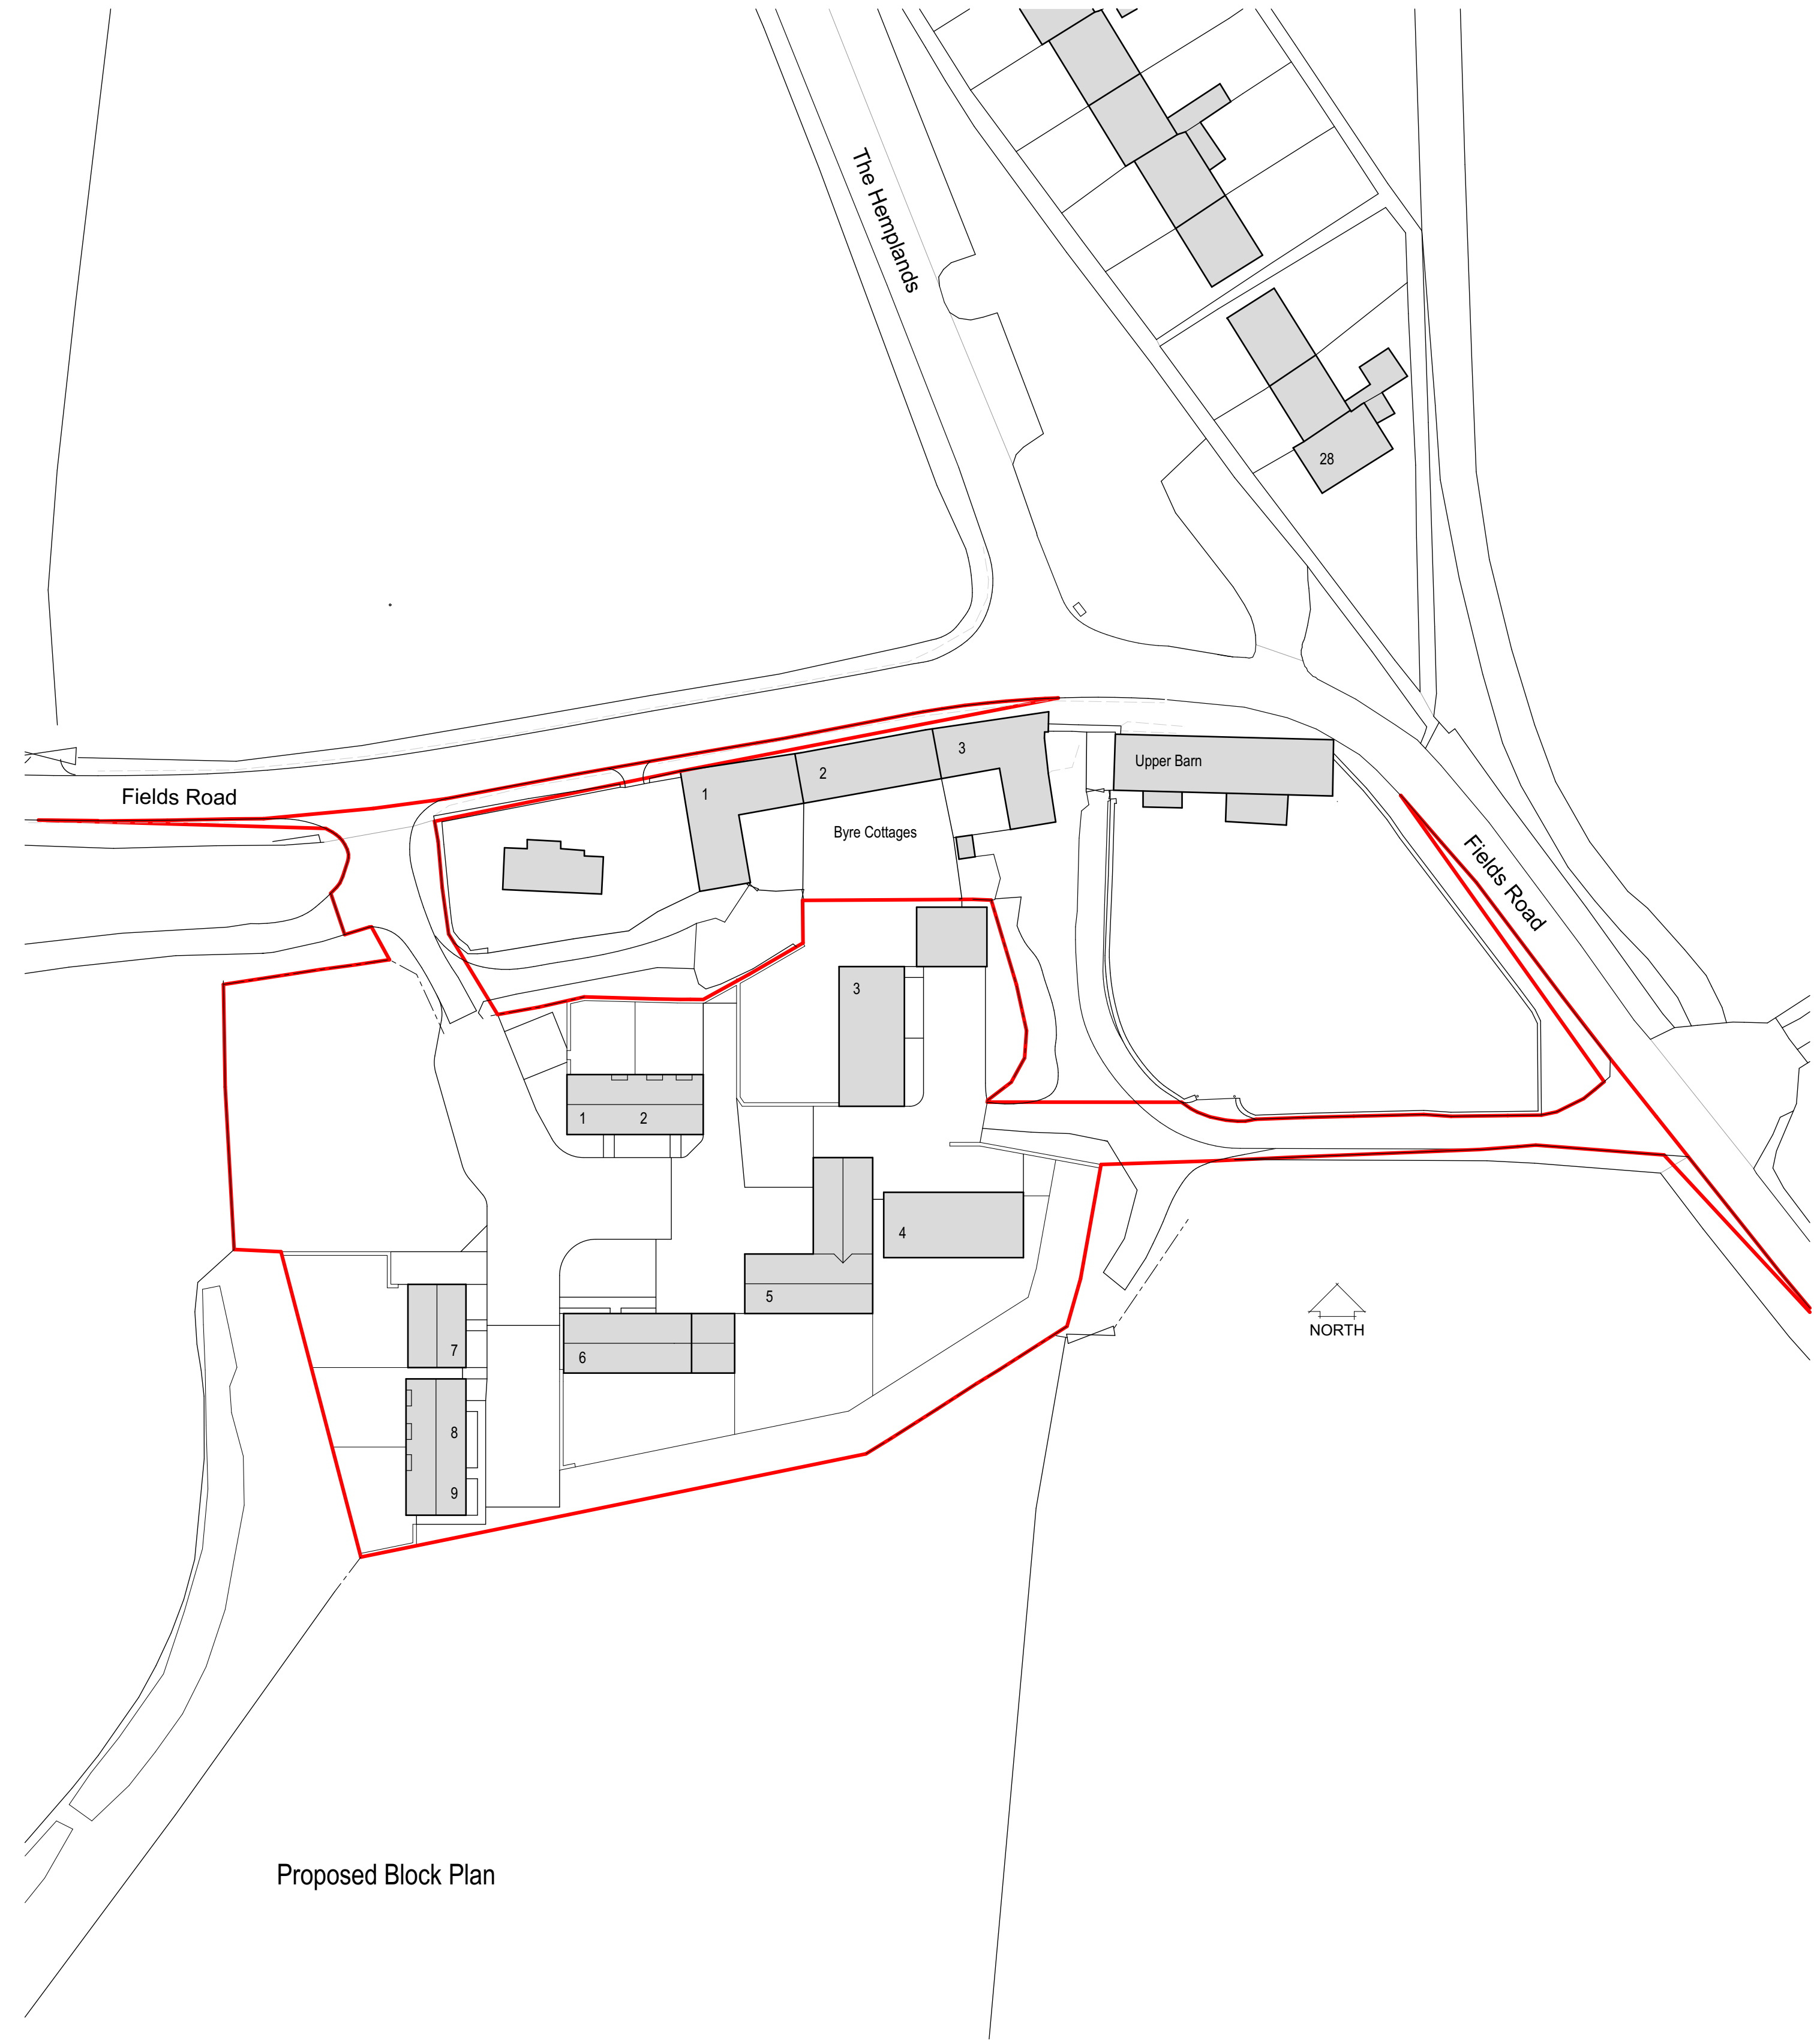 The Hemplands
28
3
Upper Barn
2
1
Fields Road
Byre Cottages
Fields Road
3
1
2
4
5
NORTH
7
6
8
9
Proposed Block Plan